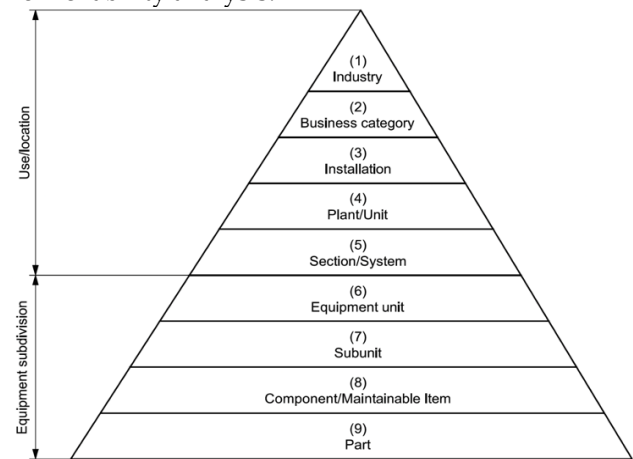 (1)
Industry
(2)
Business category
(3)
Installation
(4)
Plant/Unit
(5)
Section/System
(6)
Equipment unit
(7)
Subunit
(8)
Component/Maintainable Item
(9)
Part
Use/location
Equipment subdivision